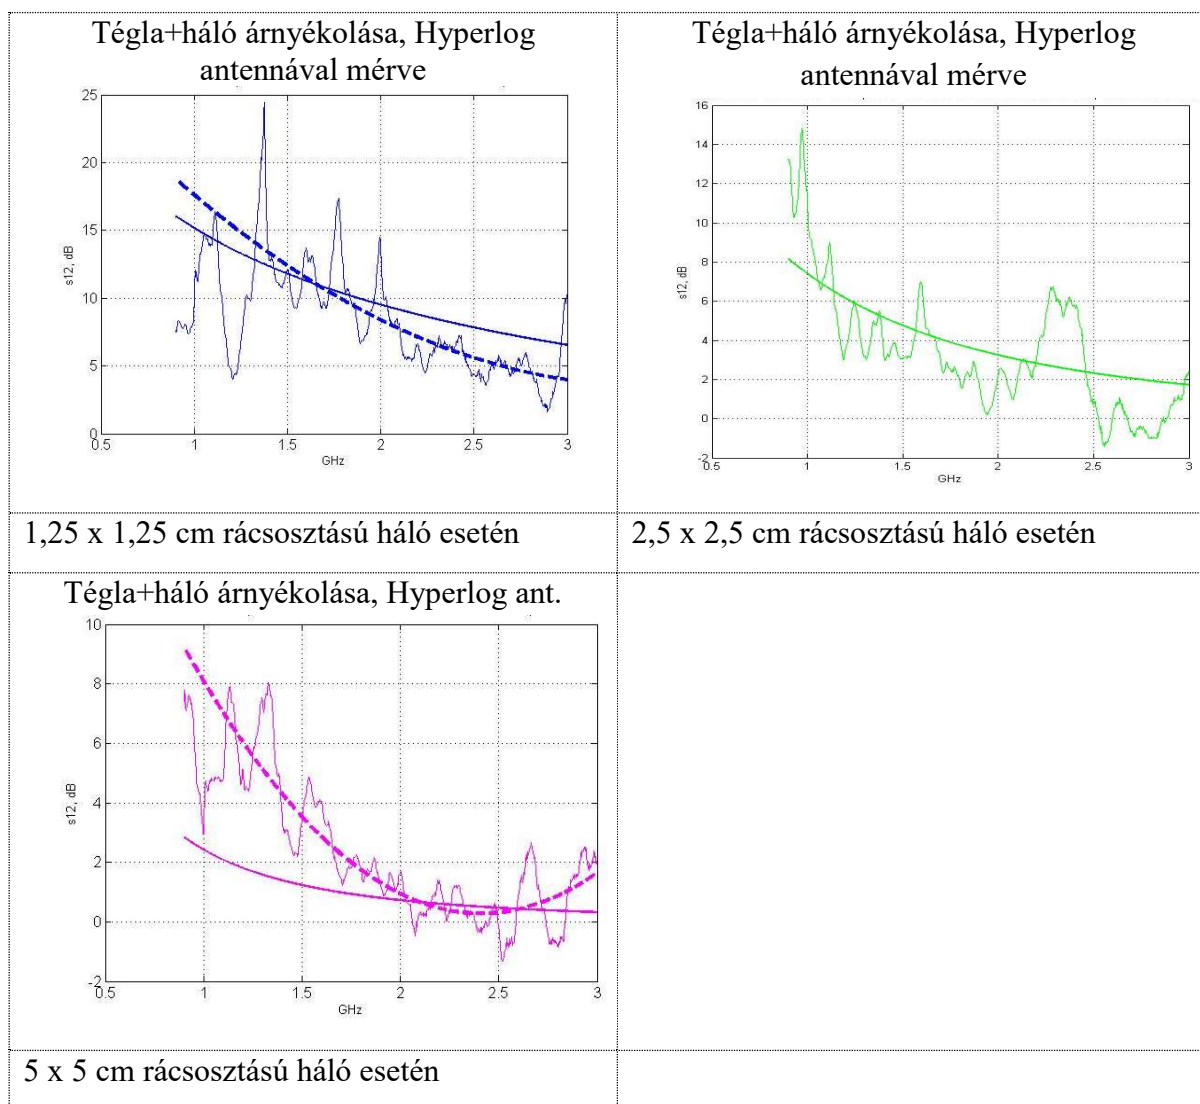 Tégla+háló árnyékolása, Hyperlog
antennával mérve
25
20
15
10
5
0
s12, dB
0.5
1
1.5
2
2.5
3
GHz
1,25 x 1,25 cm rácsosztású háló esetén
Tégla+háló árnyékolása, Hyperlog
antennával mérve
16
14
12
10
8
6
4
2
0
-2
s12, dB
0.5
1
1.5
2
2.5
3
GHz
2,5 x 2,5 cm rácsosztású háló esetén
Tégla+háló árnyékolása, Hyperlog ant.
10
8
6
4
2
0
-2
s12, dB
0.5
1
1.5
2
2.5
3
GHz
5 x 5 cm rácsosztású háló esetén